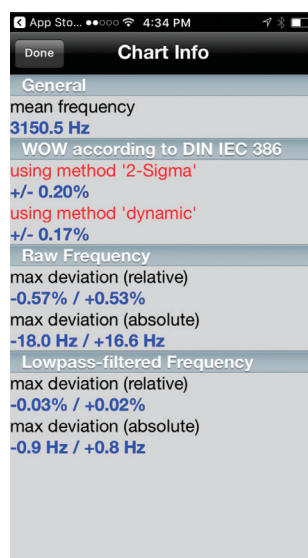 App Sto... 4:34 PM
Done Chart Info
General
mean frequency
3150.5 Hz
WOW according to DIN IEC 386
using method '2-Sigma'
+/- 0.20%
using method 'dynamic'
+/- 0.17%
Raw Frequency
max deviation (relative)
-0.57% / +0.53%
max deviation (absolute)
-18.0 Hz / +16.6 Hz
Lowpass-filtered Frequency
max deviation (relative)
-0.03% / +0.02%
max deviation (absolute)
-0.9 Hz / +0.8 Hz